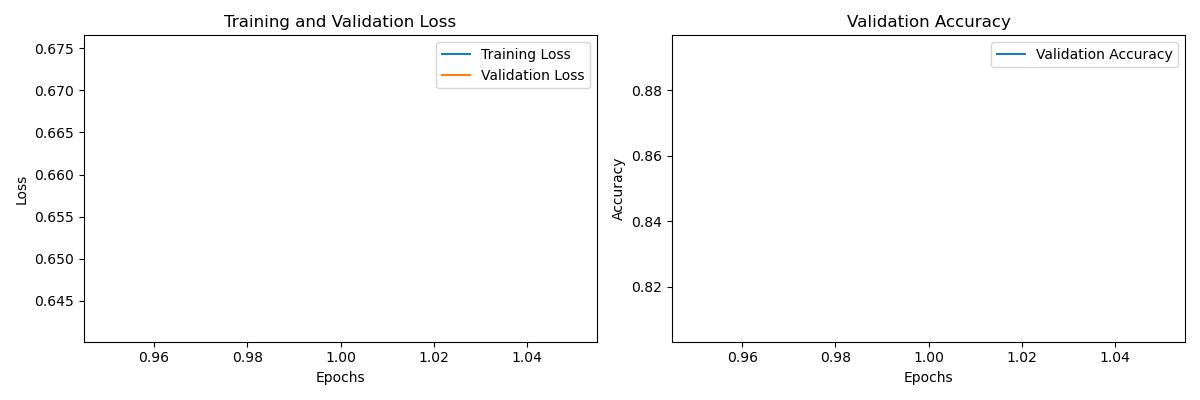 Training and Validation Loss
Training Loss
Validation Loss
0.675
0.670
0.665
0.660
0.655
0.650
0.645
Loss
0.96
0.98
1.00
1.02
1.04
Epochs
Validation Accuracy
Validation Accuracy
0.88
0.86
0.84
0.82
Accuracy
0.96
0.98
1.00
1.02
1.04
Epochs